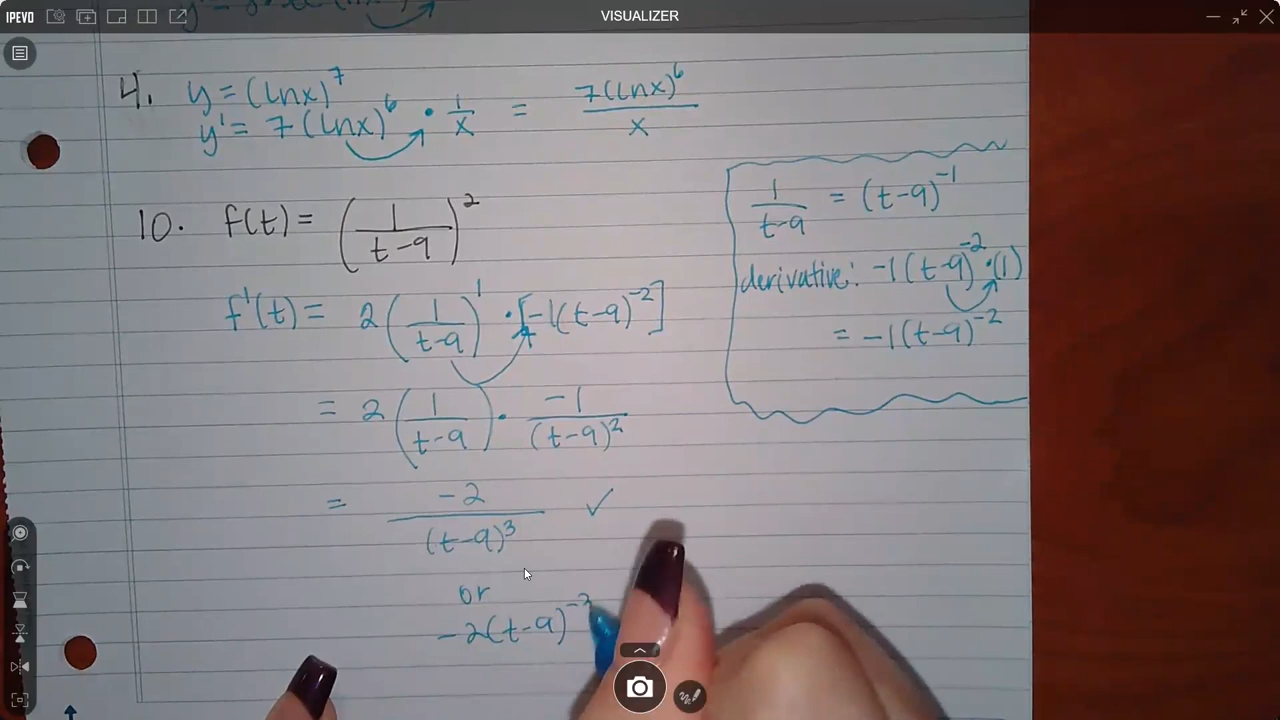 IPEVO
VISUALIZER
4. y = (lnx)^7
y' = 7(lnx)^6 • 1/x = 7(lnx)^6/x
10. f(t) = (1/(t-9))^2
f'(t) = 2(1/(t-9))^1 • [-1(t-9)^-2]
= 2(1/(t-9)) • -1/(t-9)^2
= -2/(t-9)^3 ✓
or
-2(t-9)^-3
1/(t-9) = (t-9)^-1
derivative: -1(t-9)^-2 •(1)
= -1(t-9)^-2